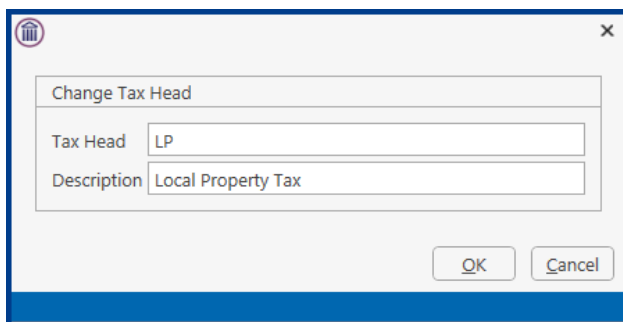 Change Tax Head
Tax Head LP
Description Local Property Tax
OK Cancel